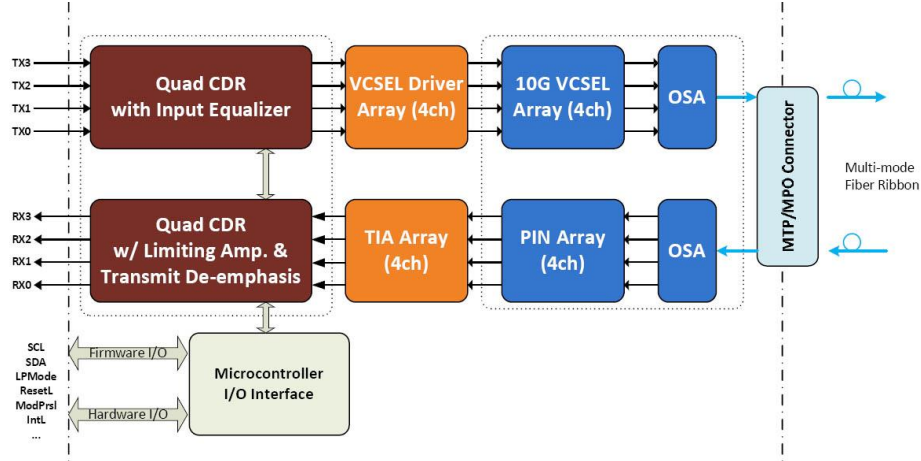 TX3
TX2
TX1
TX0
Quad CDR
with Input Equalizer
VCSEL Driver
Array (4ch)
10G VCSEL
Array (4ch)
OSA
MTP/MPO Connector
Multi-mode
Fiber Ribbon
RX3
RX2
RX1
RX0
Quad CDR
w/ Limiting Amp. &
Transmit De-emphasis
TIA Array
(4ch)
PIN Array
(4ch)
OSA
SCL
SDA
LPMode
ResetL
ModPrsl
IntL
...
Firmware I/O
Hardware I/O
Microcontroller
I/O Interface